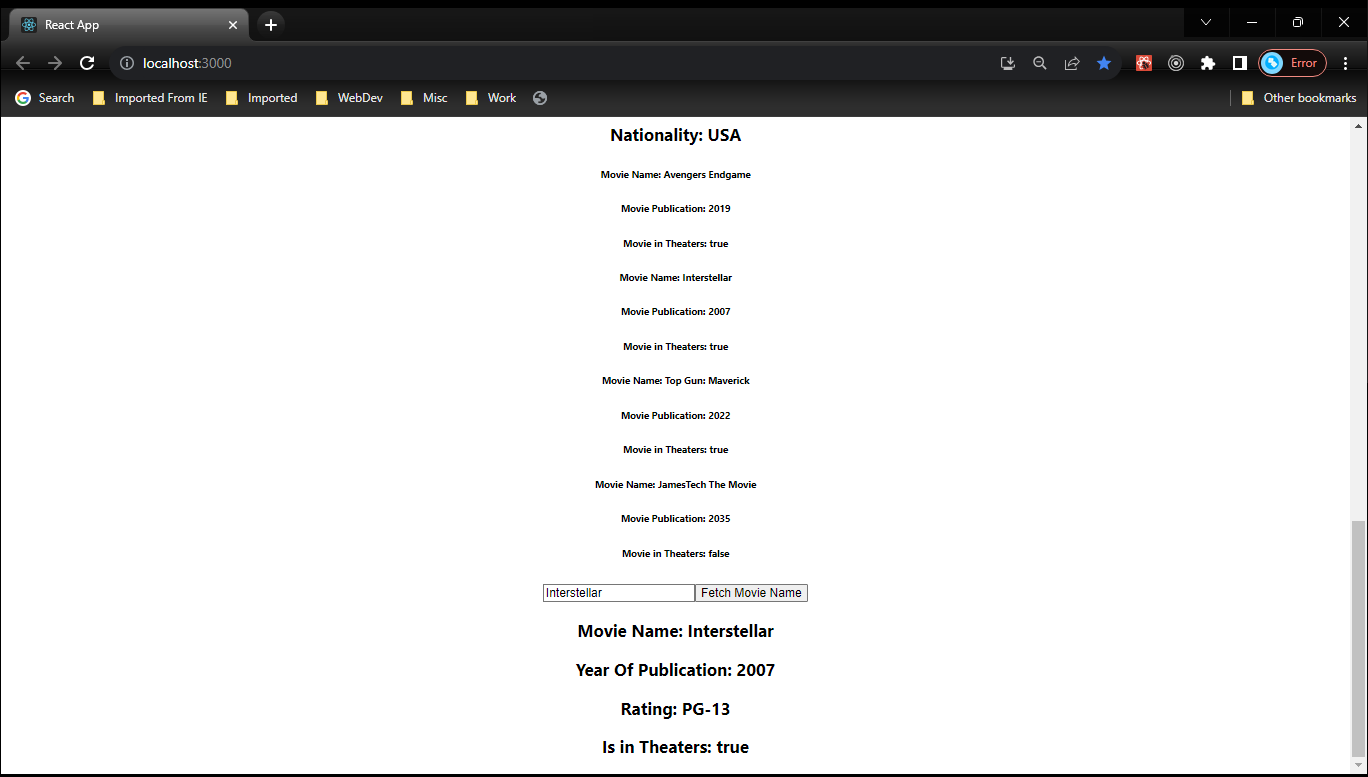 React App
localhost:3000
Error
Search Imported From IE Imported WebDev Misc Work Other bookmarks
Nationality: USA
Movie Name: Avengers Endgame
Movie Publication: 2019
Movie in Theaters: true
Movie Name: Interstellar
Movie Publication: 2007
Movie in Theaters: true
Movie Name: Top Gun: Maverick
Movie Publication: 2022
Movie in Theaters: true
Movie Name: JamesTech The Movie
Movie Publication: 2035
Movie in Theaters: false
Interstellar Fetch Movie Name
Movie Name: Interstellar
Year Of Publication: 2007
Rating: PG-13
Is in Theaters: true